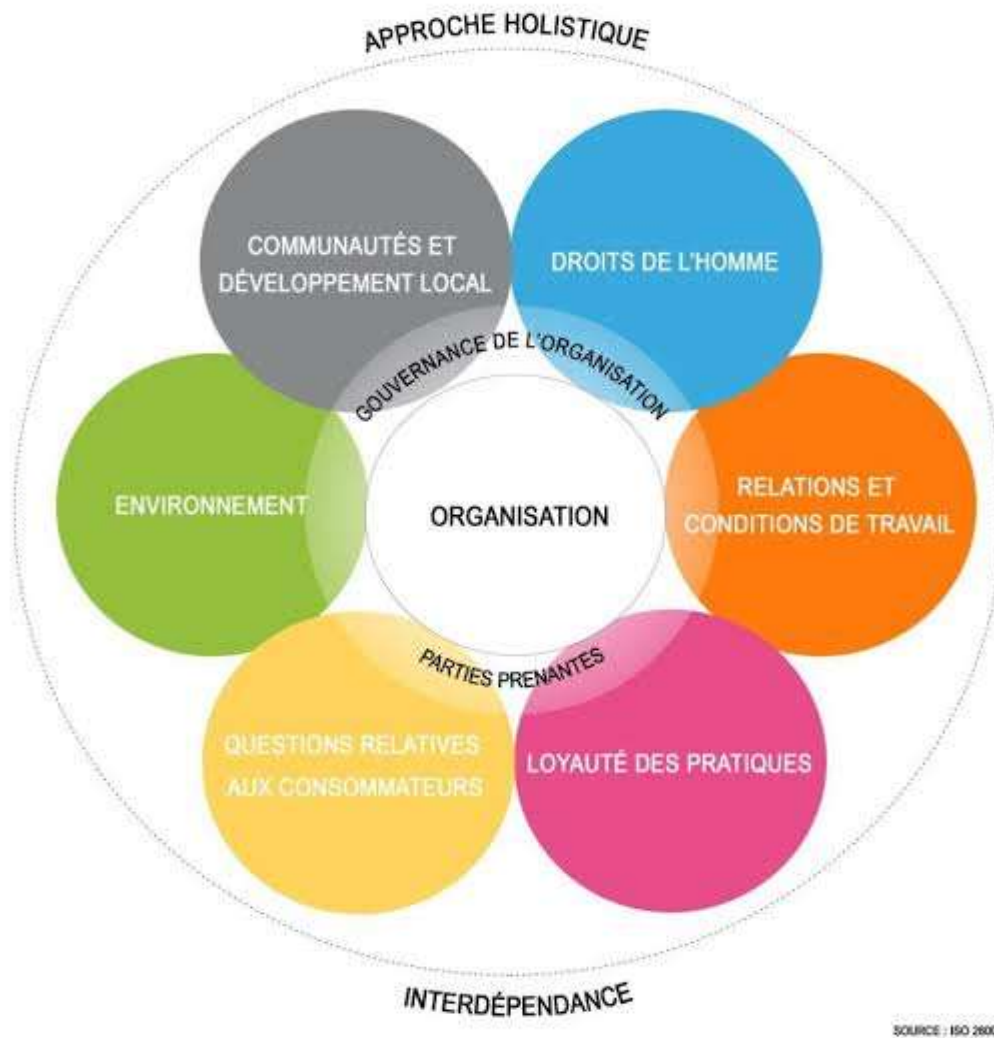 APPROCHE HOLISTIQUE
COMMUNAUTÉS ET
DÉVELOPPEMENT LOCAL
DROITS DE L'HOMME
GOUVERNANCE DE L'ORGANISATION
ENVIRONNEMENT
ORGANISATION
RELATIONS ET
CONDITIONS DE TRAVAIL
PARTIES PRENANTES
QUESTIONS RELATIVES
AUX CONSOMMATEURS
LOYAUTÉ DES PRATIQUES
INTERDÉPENDANCE
SOURCE : ISO